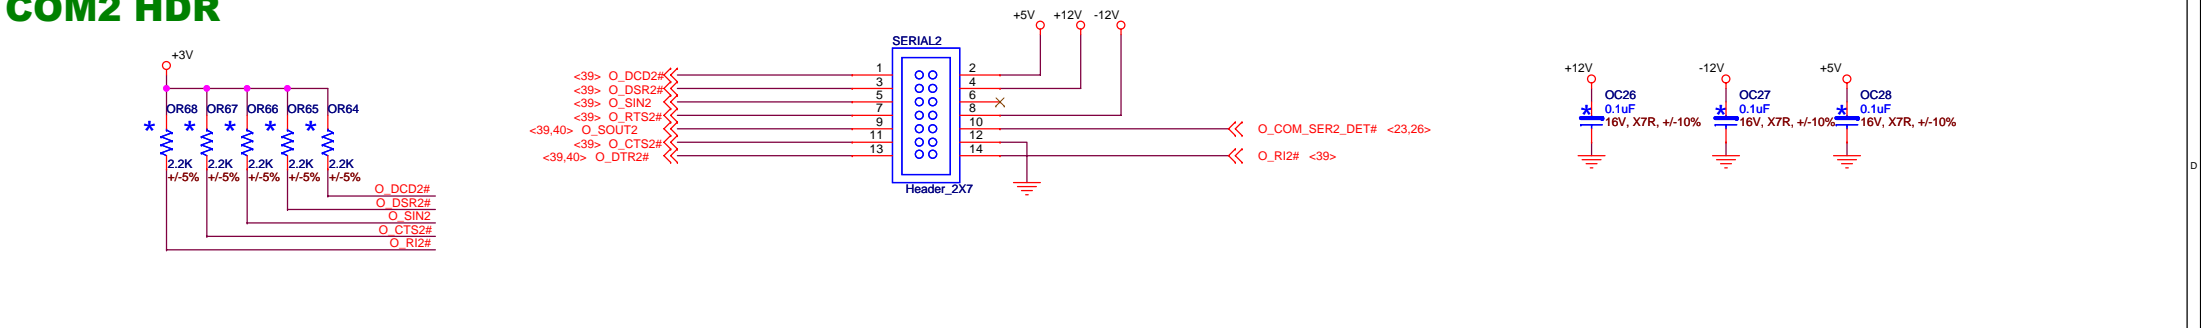 COM2 HDR
+3V
OR68 OR67 OR66 OR65 OR64
* * * * *
2.2K 2.2K 2.2K 2.2K 2.2K
+/-5% +/-5% +/-5% +/-5% +/-5%
O_DCD2#
O_DSR2#
O_SIN2
O_CTS2#
O_RI2#
+5V +12V -12V
SERIAL2
<39> O_DCD2# 1 2
<39> O_DSR2# 3 4
<39> O_SIN2 5 6
<39> O_RTS2# 7 8
<39,40> O_SOUT2 9 10 O_COM_SER2_DET# <23,26>
<39> O_CTS2# 11 12
<39,40> O_DTR2# 13 14 O_RI2# <39>
Header_2X7
+12V -12V +5V
OC26 OC27 OC28
* 0.1uF * 0.1uF * 0.1uF
16V, X7R, +/-10% 16V, X7R, +/-10% 16V, X7R, +/-10%
D